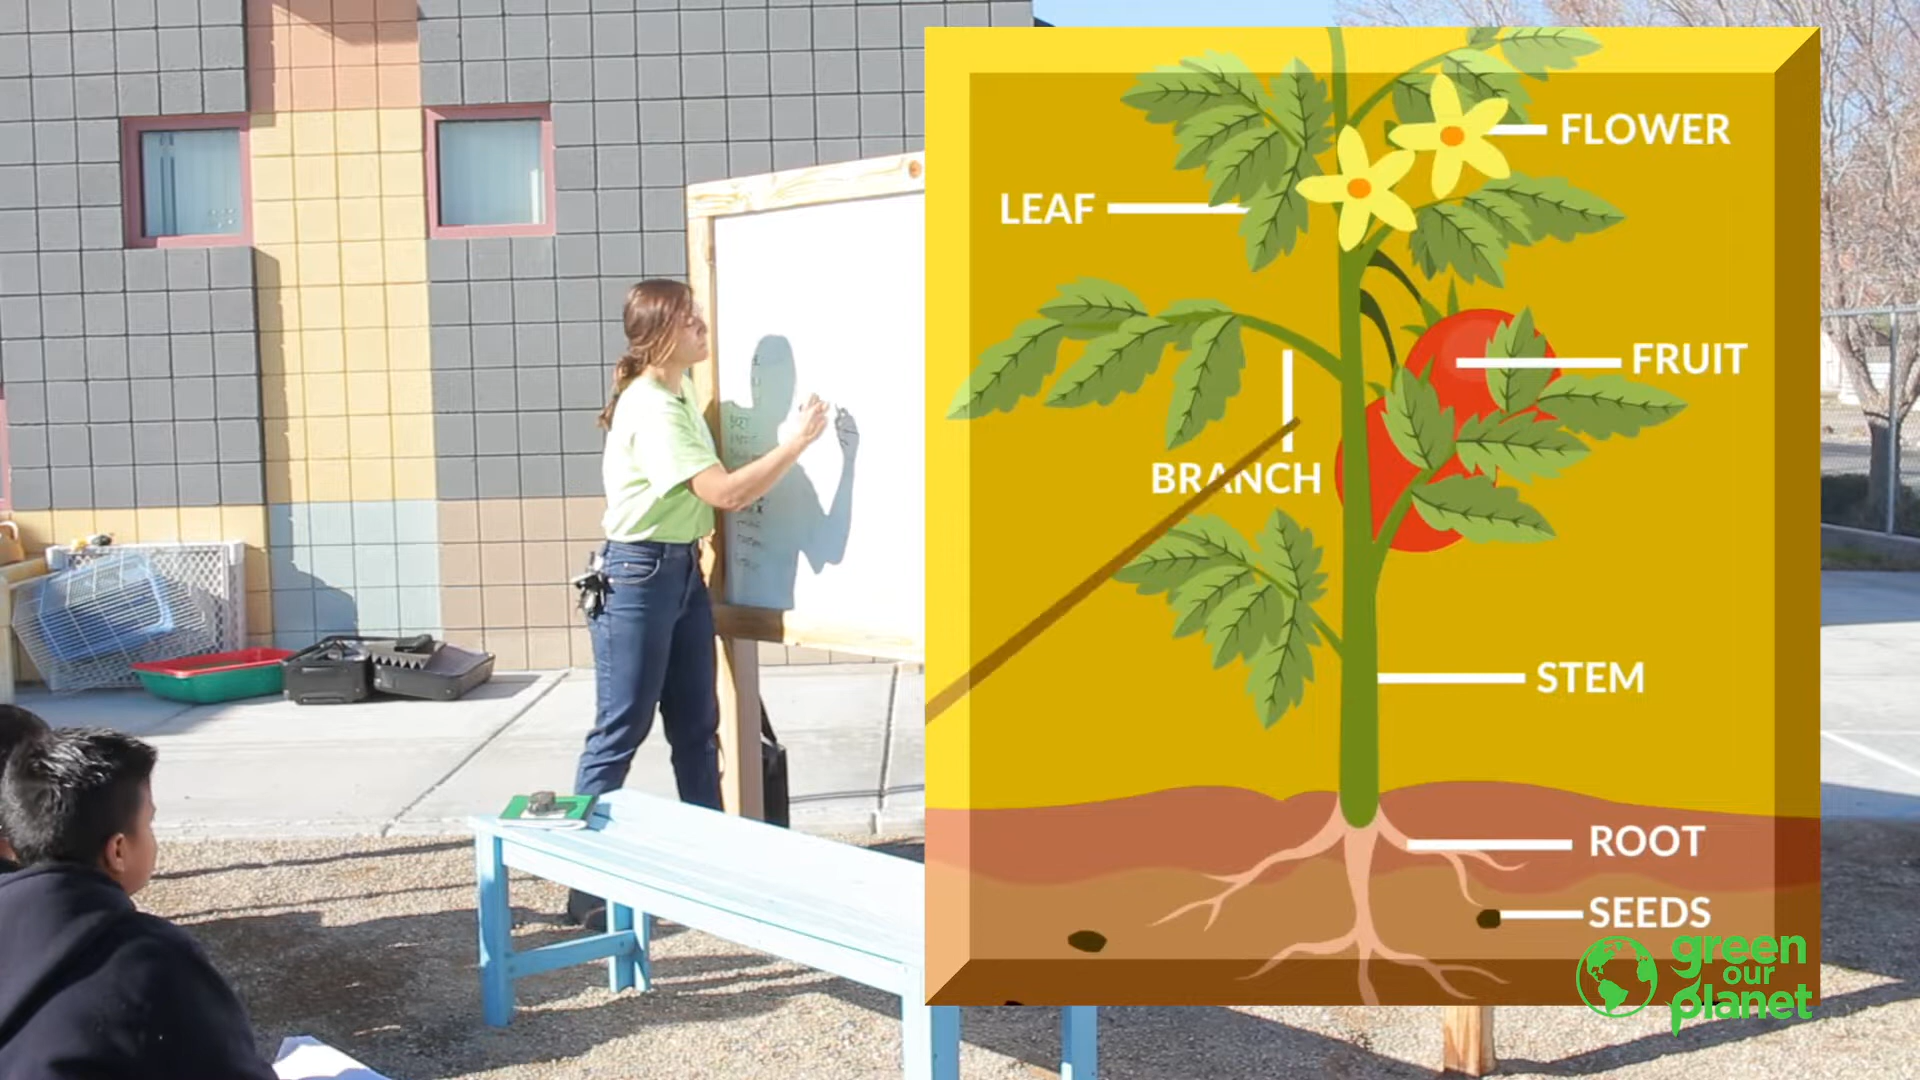 FLOWER
LEAF
FRUIT
BRANCH
STEM
ROOT
SEEDS
green
our
planet